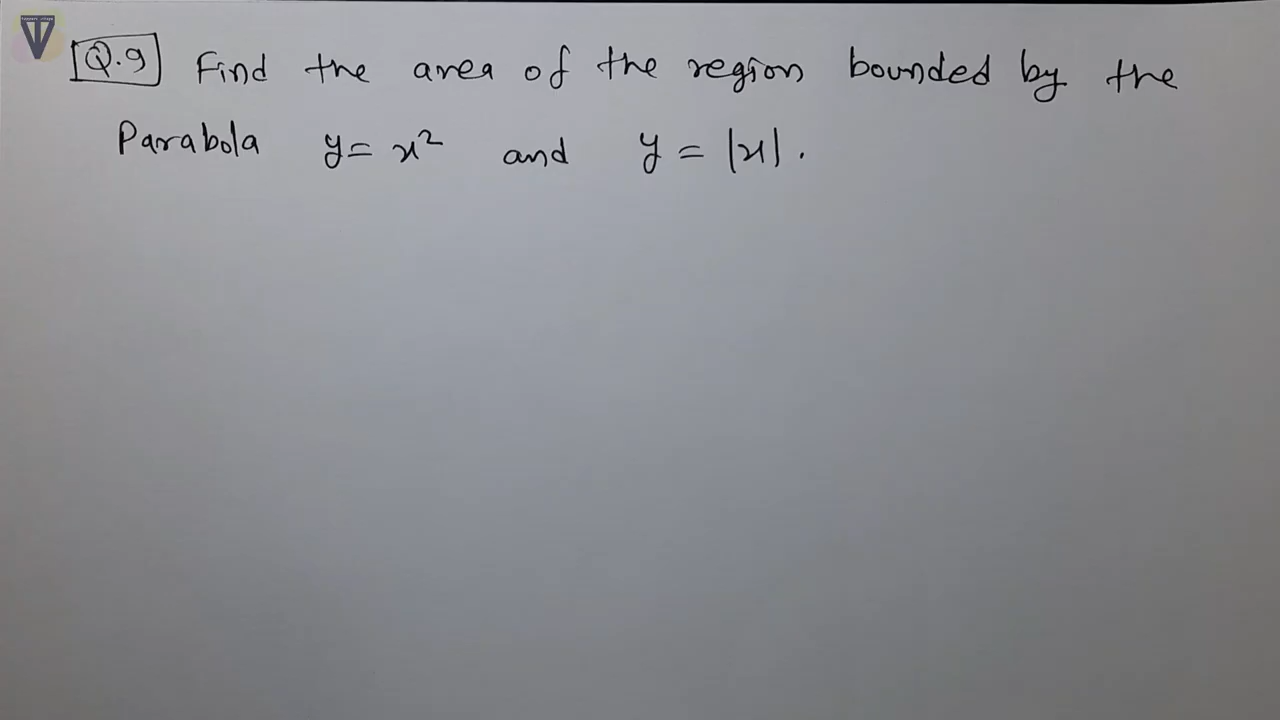 Q.9 Find the area of the region bounded by the
Parabola y = x² and y = |x|.